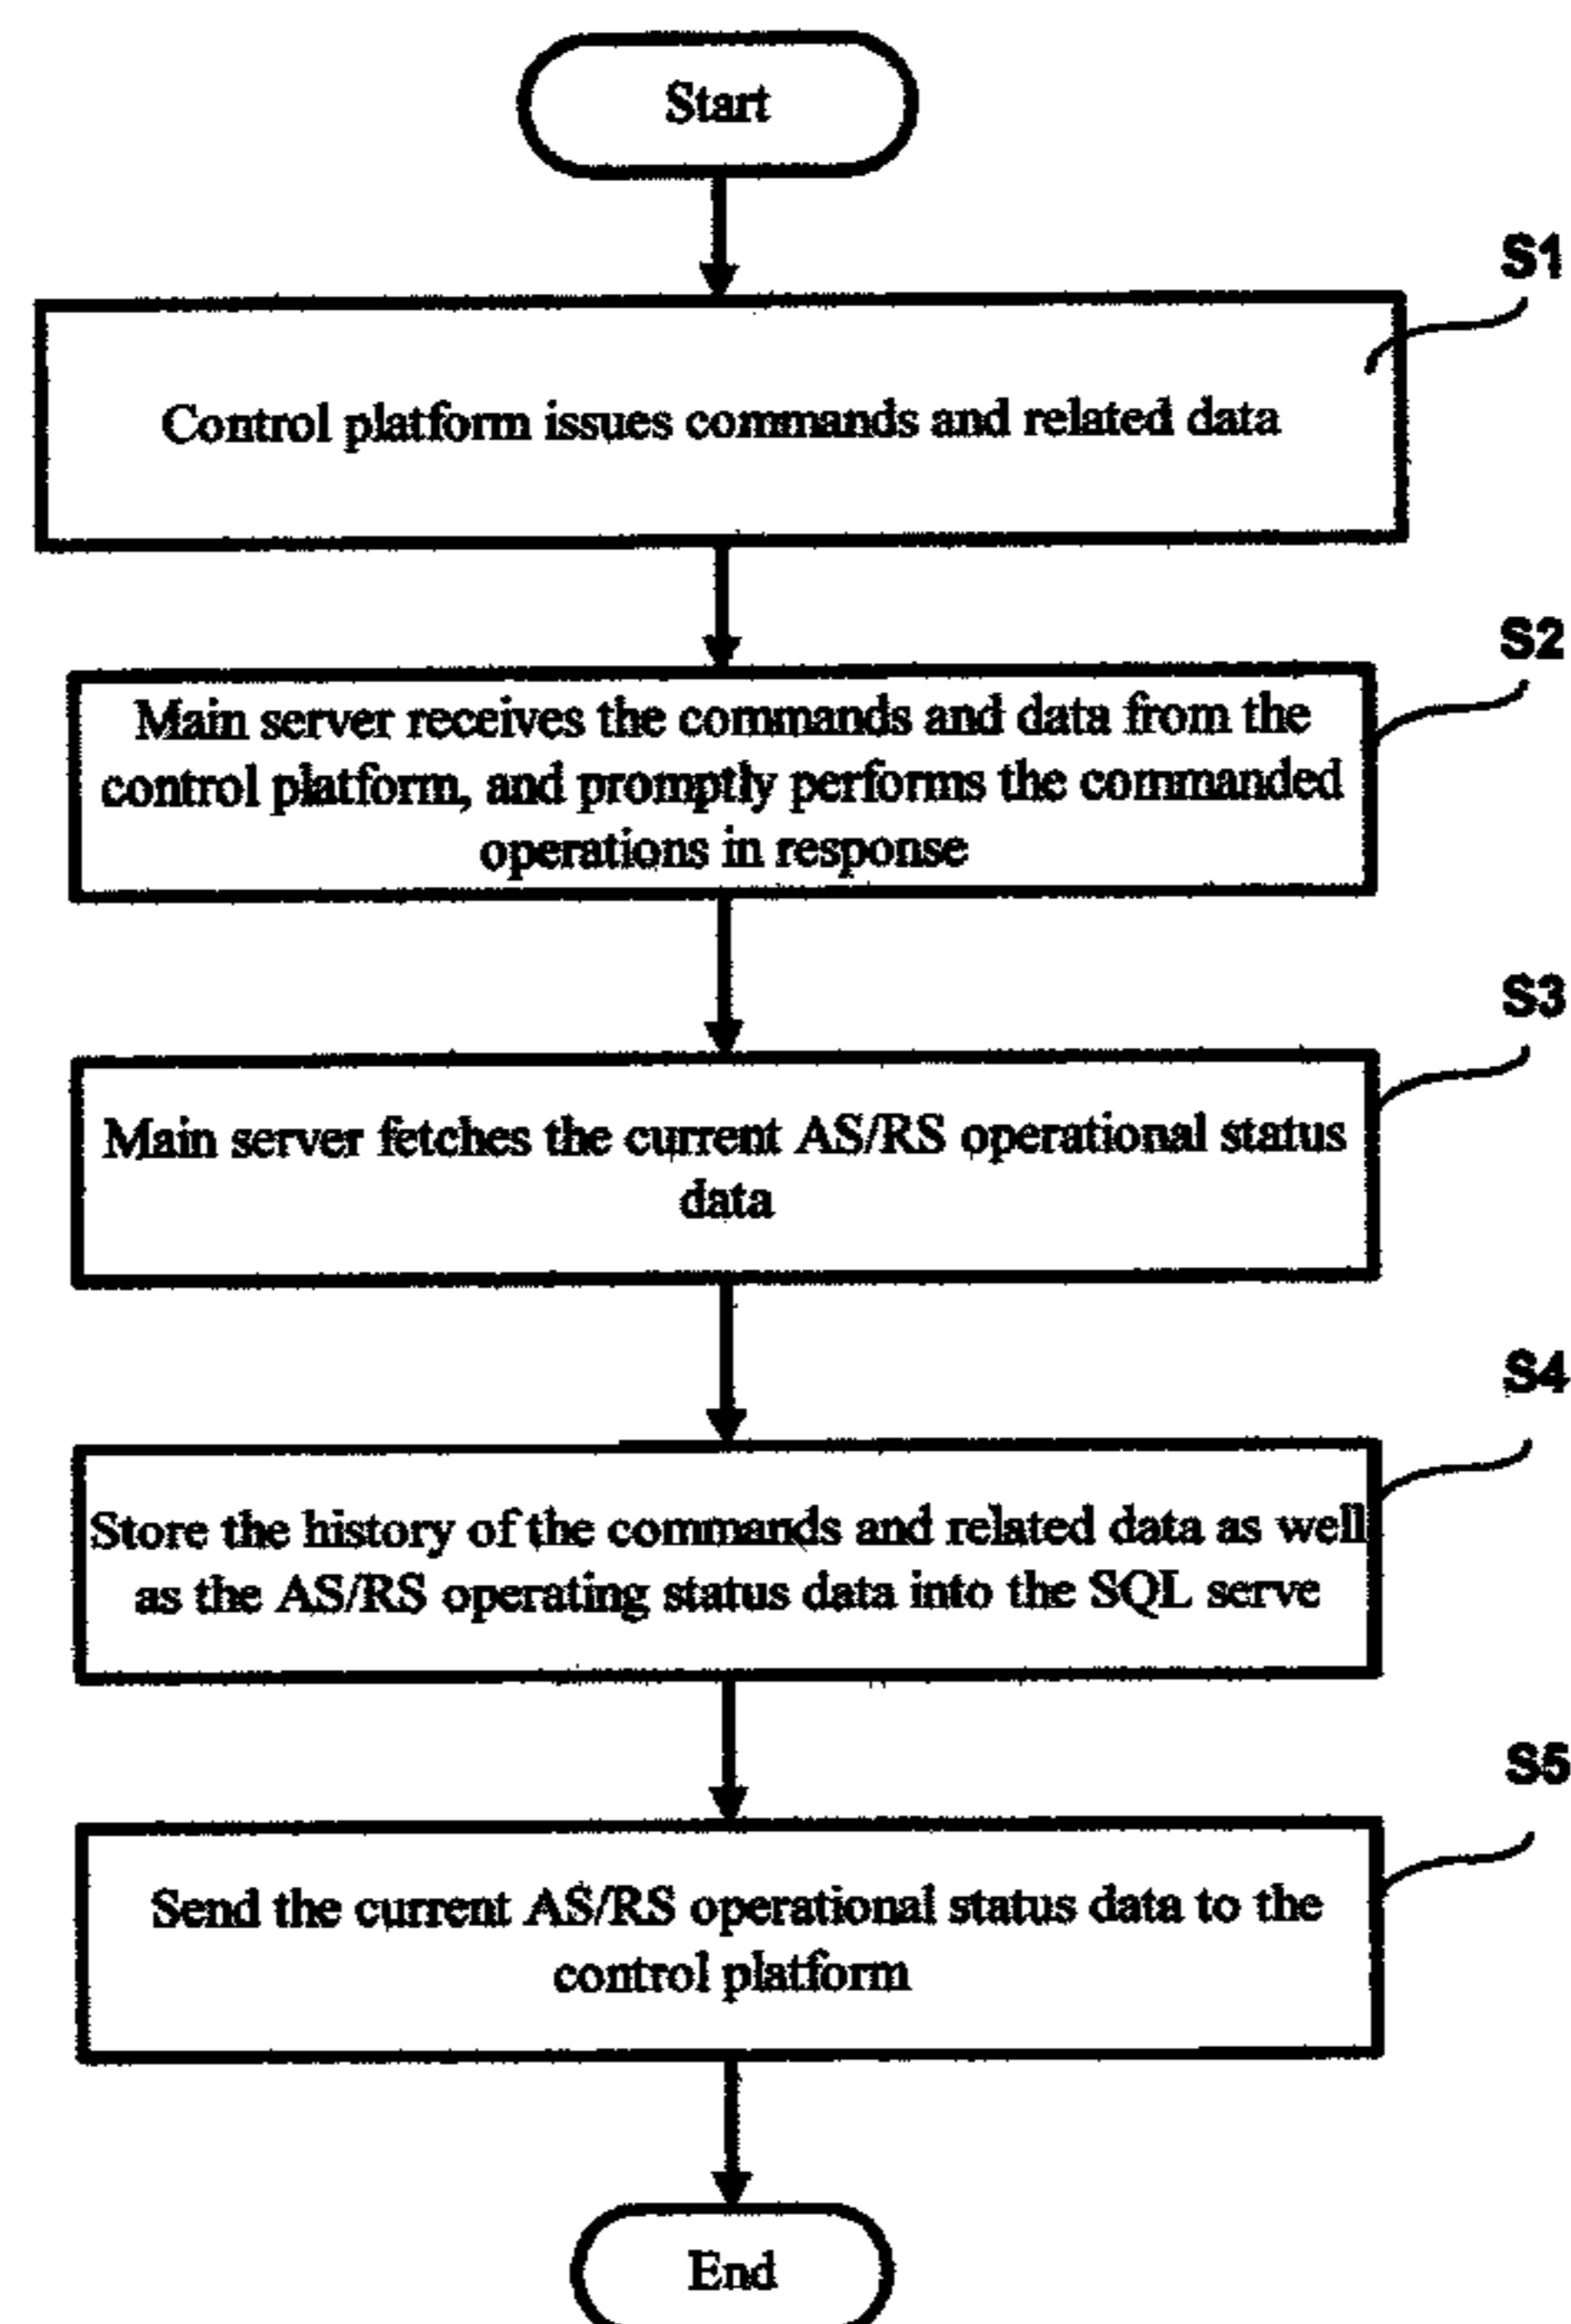 Start
S1
Control platform issues commands and related data
S2
Main server receives the commands and data from the
control platform, and promptly performs the commanded
operations in response
S3
Main server fetches the current AS/RS operational status
data
S4
Store the history of the commands and related data as well
as the AS/RS operating status data into the SQL serve
S5
Send the current AS/RS operational status data to the
control platform
End